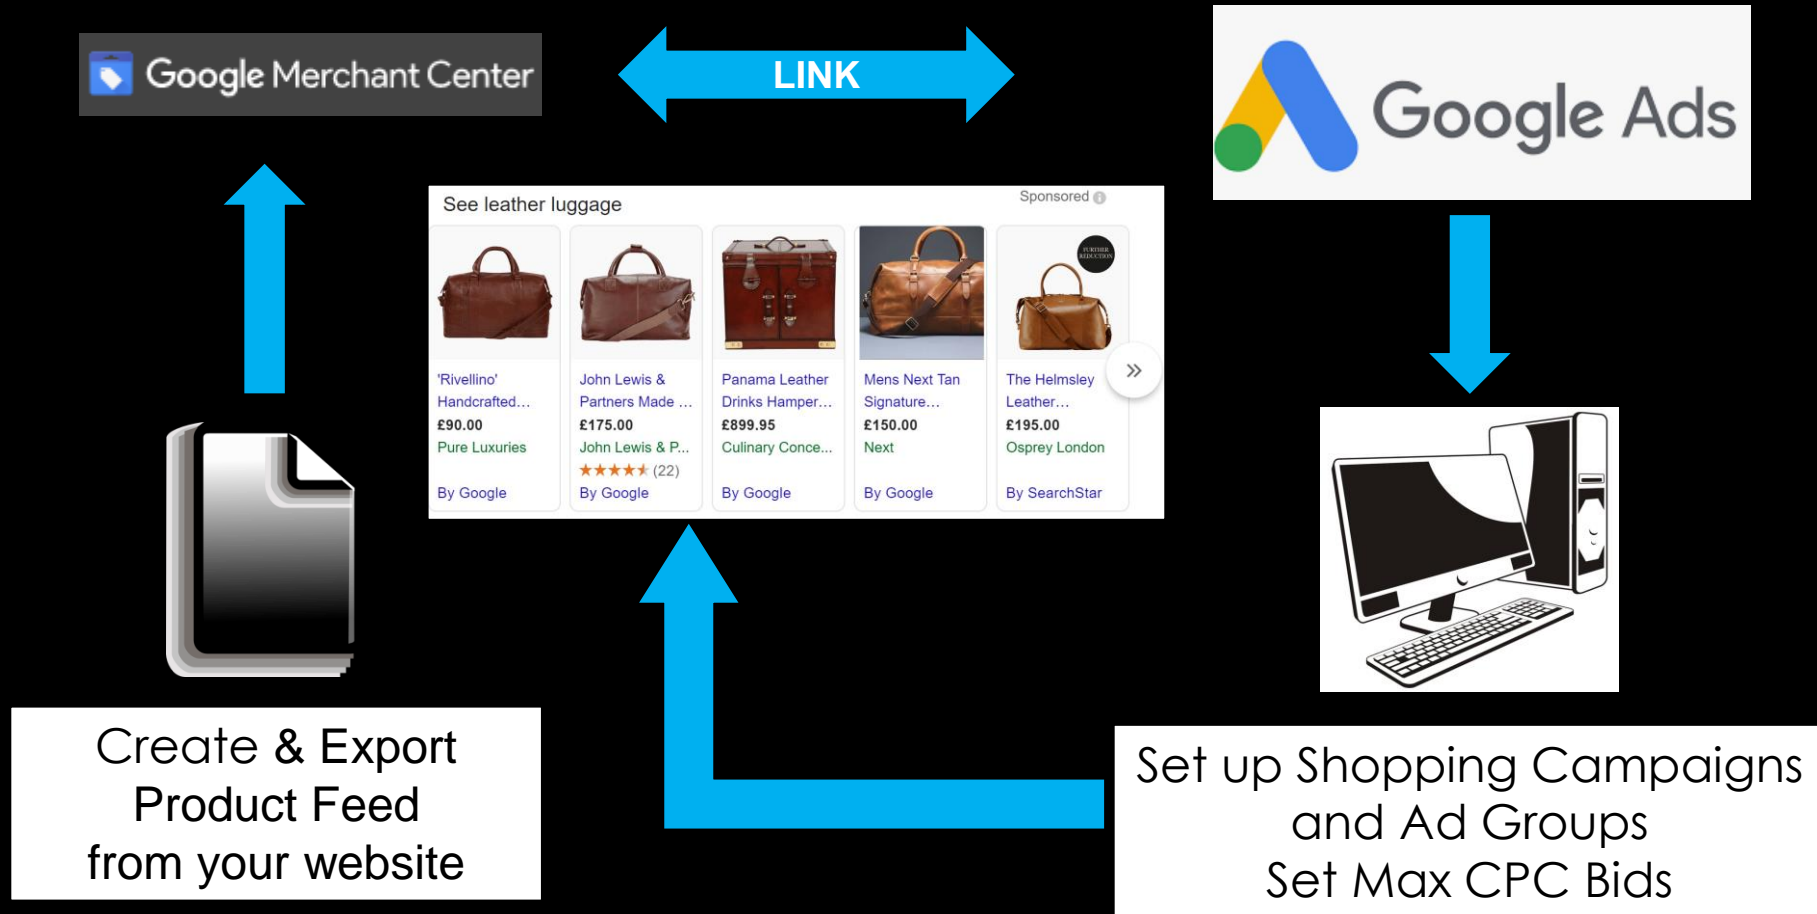 Google Merchant Center
LINK
Google Ads
See leather luggage
Sponsored
FURTHER
REDUCTION
'Rivellino'
Handcrafted...
£90.00
Pure Luxuries
By Google
John Lewis &
Partners Made ...
£175.00
John Lewis & P...
(22)
By Google
Panama Leather
Drinks Hamper...
£899.95
Culinary Conce...
By Google
Mens Next Tan
Signature...
£150.00
Next
By Google
The Helmsley
Leather...
£195.00
Osprey London
By SearchStar
Create & Export
Product Feed
from your website
Set up Shopping Campaigns
and Ad Groups
Set Max CPC Bids